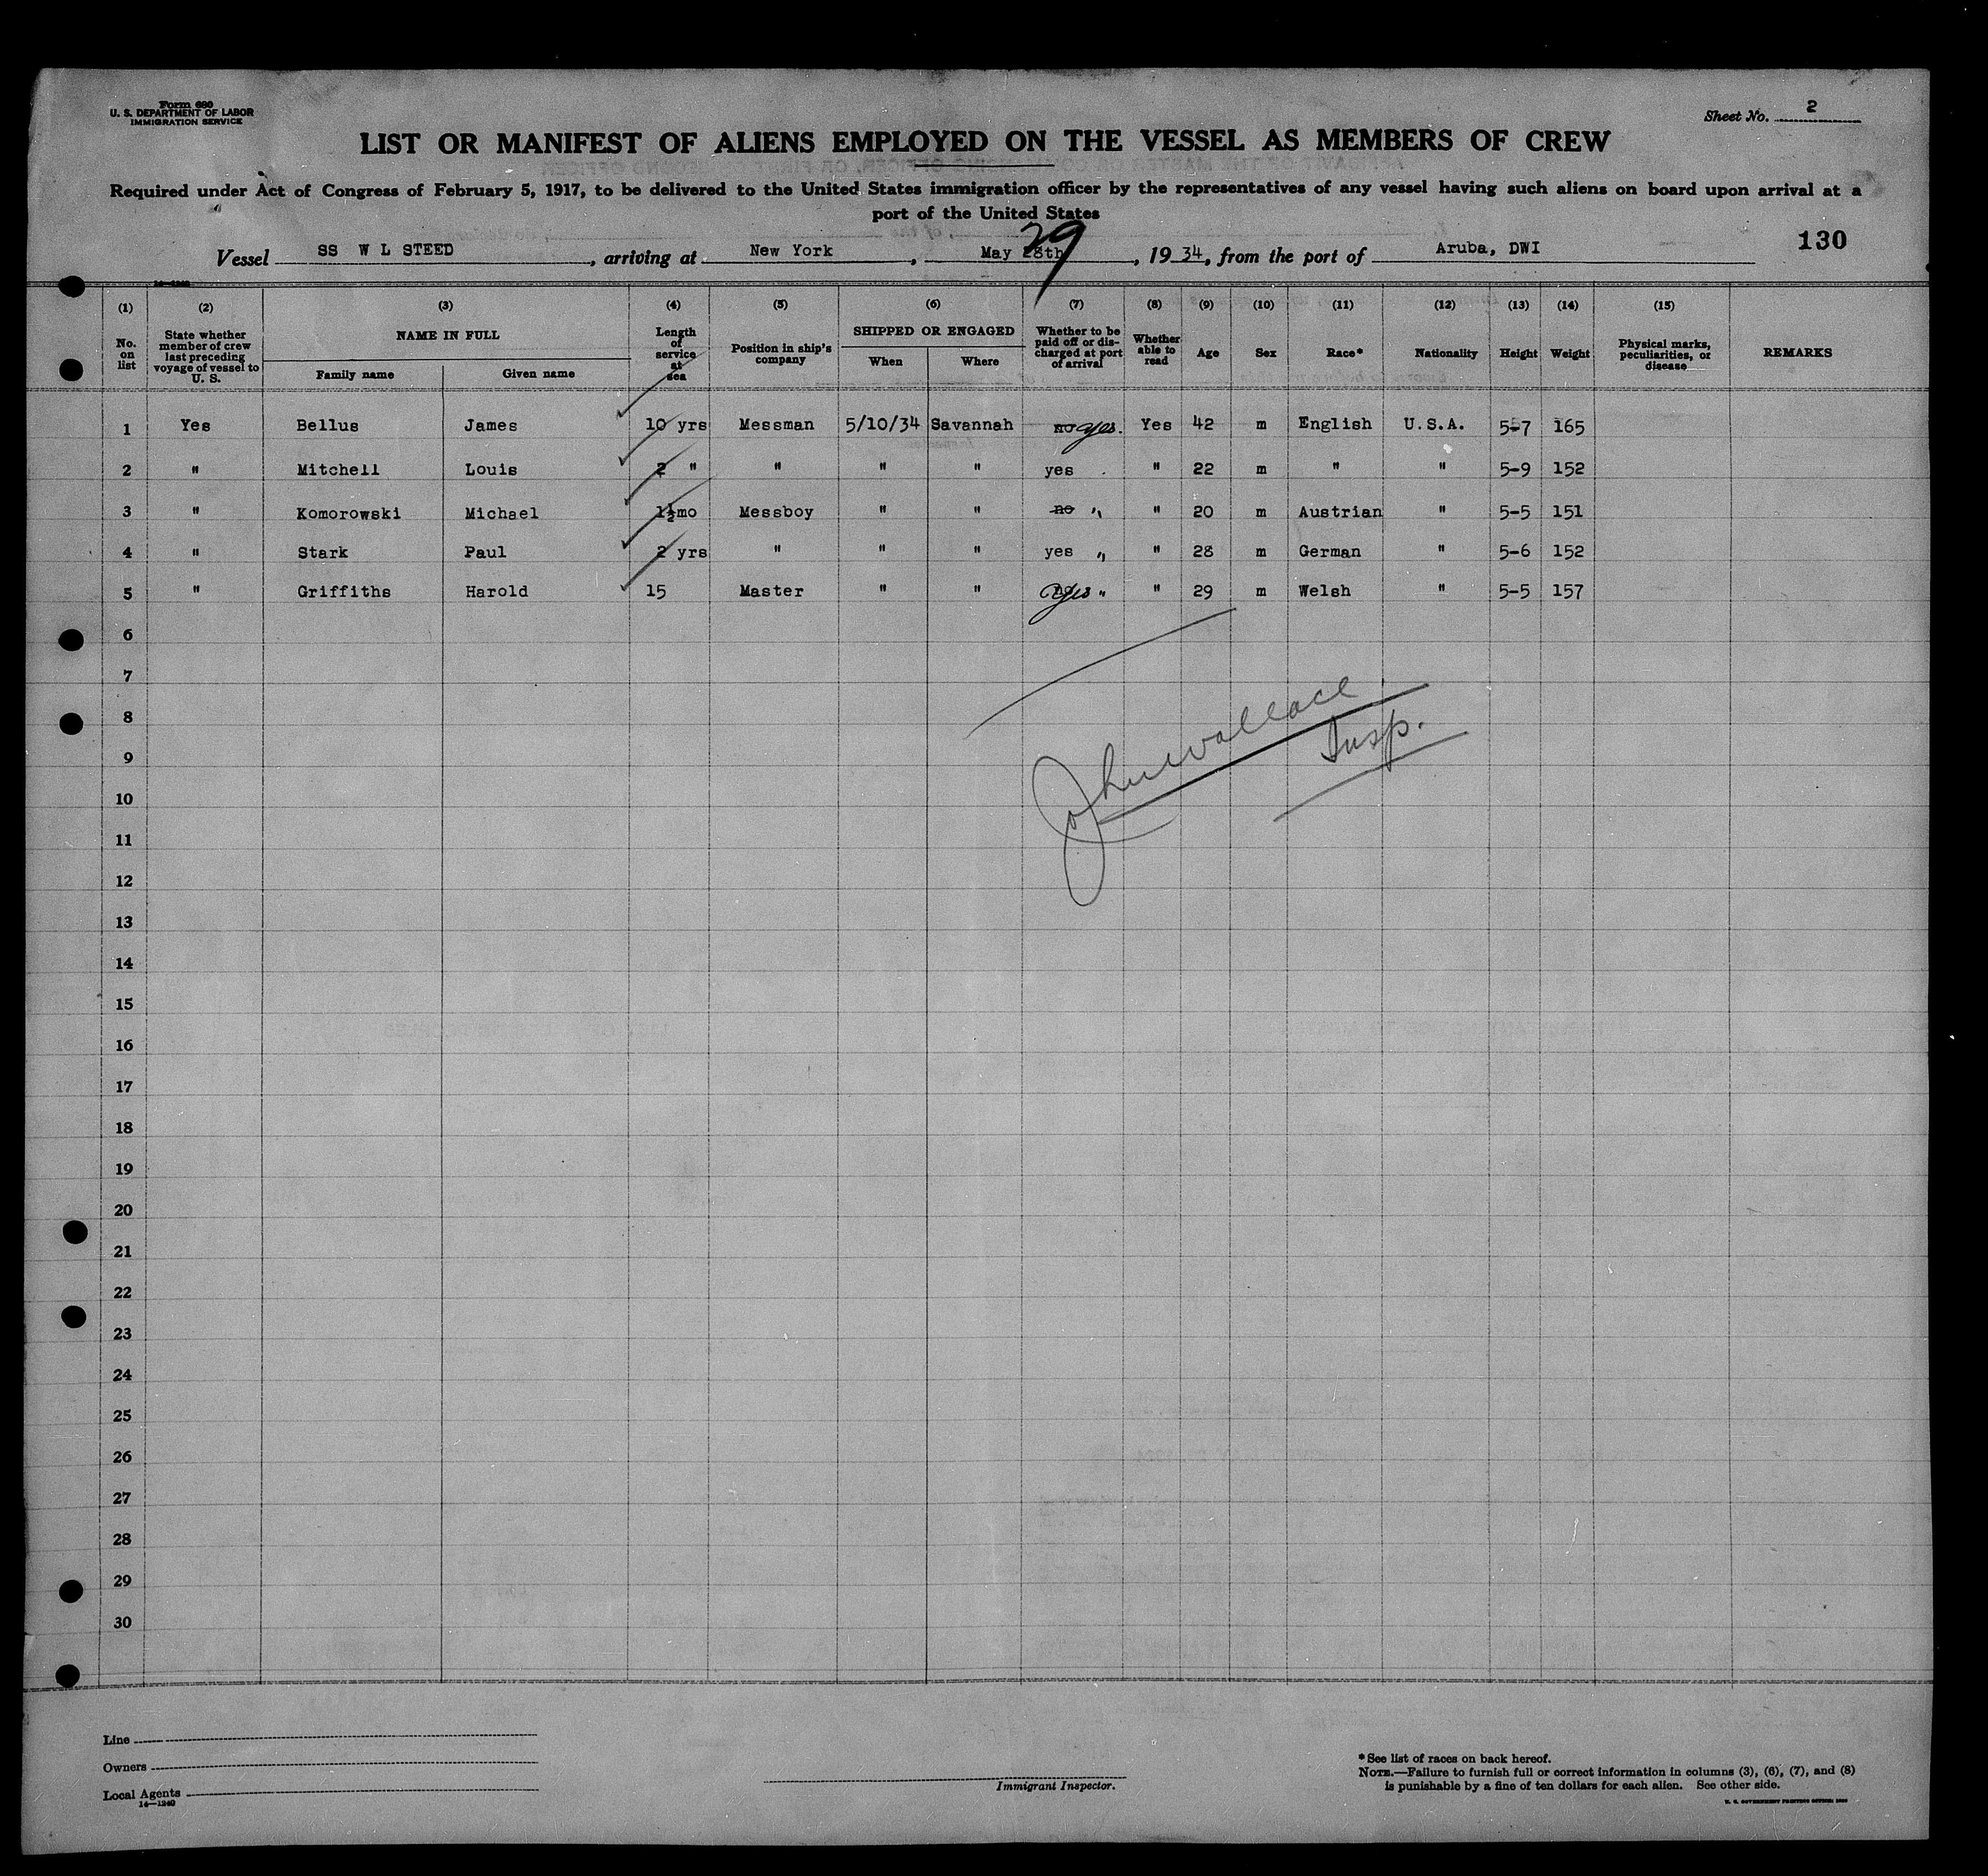 Form 686
U. S. DEPARTMENT OF LABOR
IMMIGRATION SERVICE
Sheet No. 2
LIST OR MANIFEST OF ALIENS EMPLOYED ON THE VESSEL AS MEMBERS OF CREW
Required under Act of Congress of February 5, 1917, to be delivered to the United States immigration officer by the representatives of any vessel having such aliens on board upon arrival at a
port of the United States
130
Vessel SS W L STEED, arriving at New York, May 28th 29, 1934, from the port of Aruba, DWI
14—1240
(1) (2) (3) (4) (5) (6) (7) (8) (9) (10) (11) (12) (13) (14) (15)
No. on list
State whether member of crew last preceding voyage of vessel to U. S.
NAME IN FULL
Family name Given name
Length of service at sea
Position in ship's company
SHIPPED OR ENGAGED
When Where
Whether to be paid off or discharged at port of arrival
Whether able to read
Age
Sex
Race*
Nationality
Height
Weight
Physical marks, peculiarities, or disease
REMARKS
1 Yes Bellus James 10 yrs Messman 5/10/34 Savannah no yes. Yes 42 m English U.S.A. 5-7 165
2 " Mitchell Louis 2 " " " " yes . " 22 m " " 5-9 152
3 " Komorowski Michael 1½mo Messboy " " no " " 20 m Austrian " 5-5 151
4 " Stark Paul 2 yrs " " " yes " " 28 m German " 5-6 152
5 " Griffiths Harold 15 Master " " yes " " 29 m Welsh " 5-5 157
6
7
8
John Wallace
Insp.
9
10
11
12
13
14
15
16
17
18
19
20
21
22
23
24
25
26
27
28
29
30
Line
Owners
Local Agents
14—1240
Immigrant Inspector.
*See list of races on back hereof.
NOTE.—Failure to furnish full or correct information in columns (3), (6), (7), and (8)
is punishable by a fine of ten dollars for each alien. See other side.